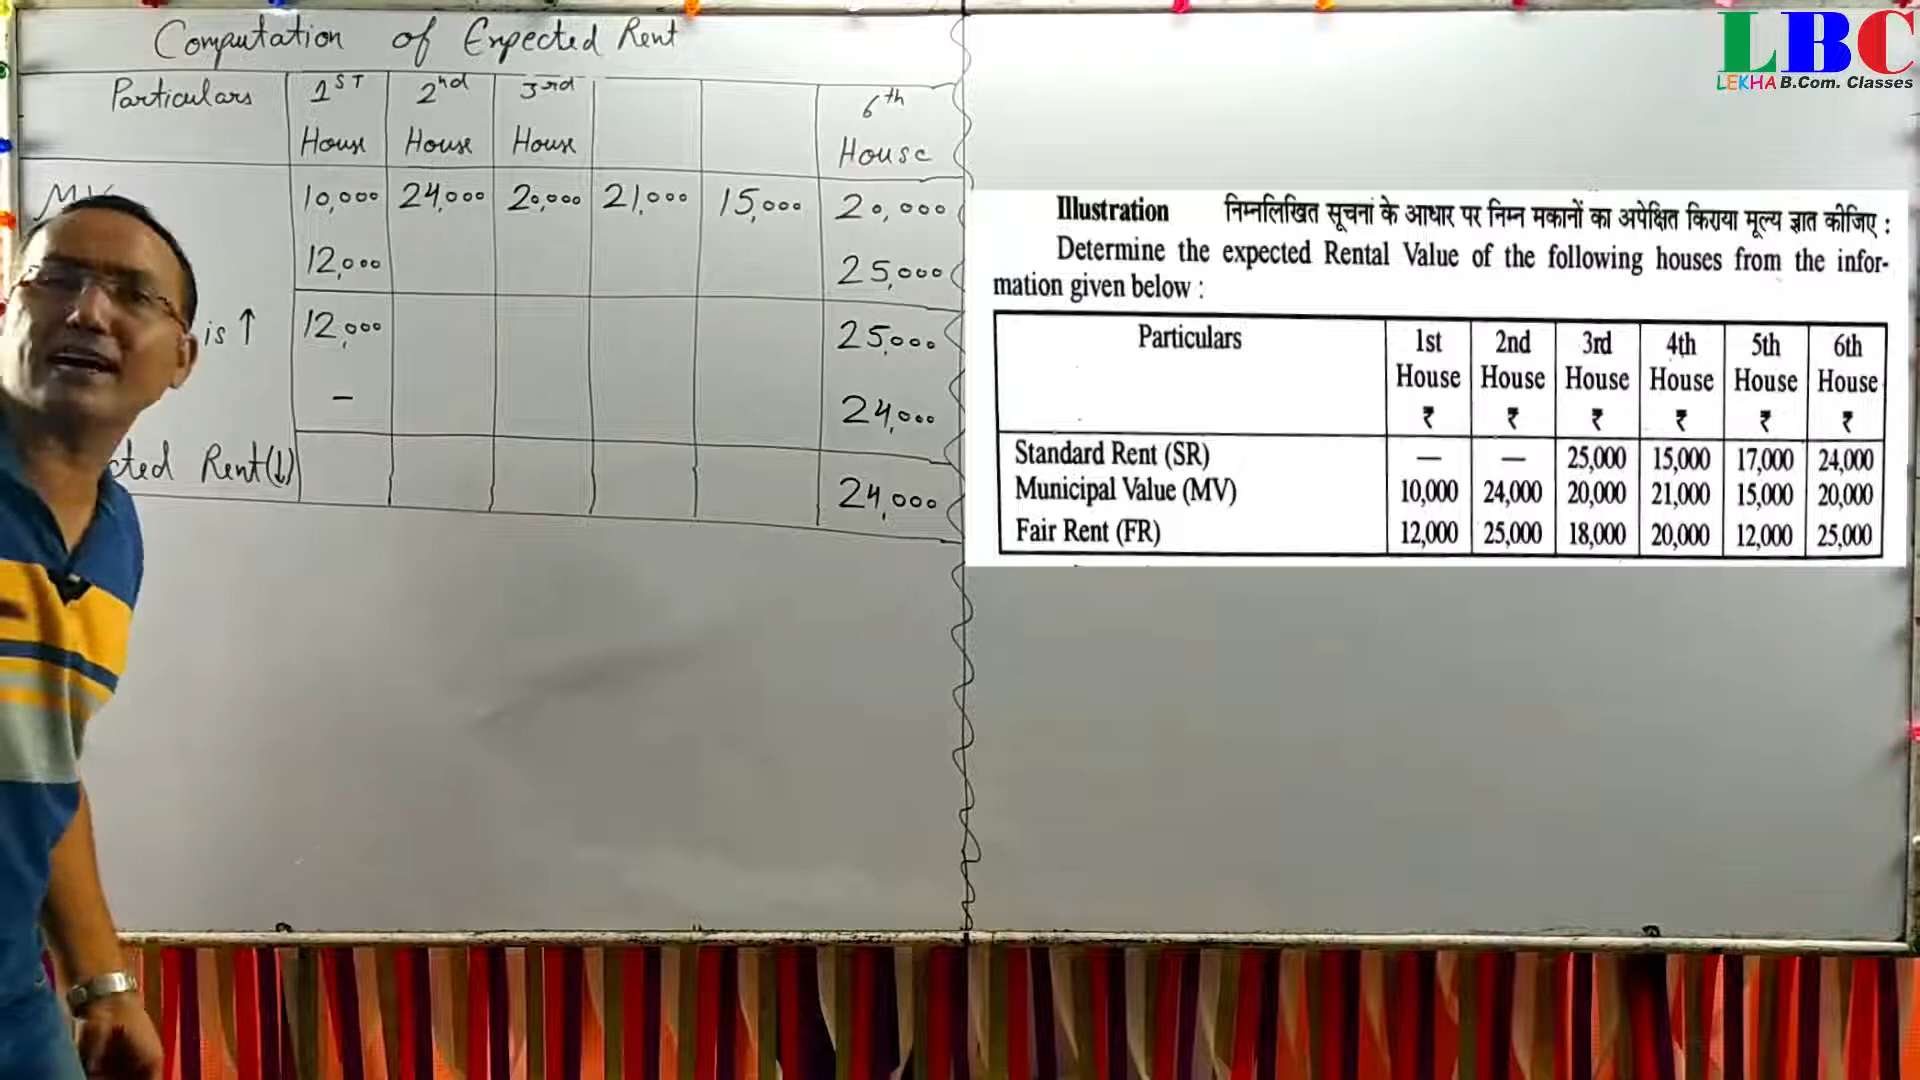 Computation of Expected Rent
Particulars 1ST House 2nd House 3rd House 6th House
10,000 24,000 20,000 21,000 15,000 20,000
12,000 25,000
is ↑ 12,000 25,000
– 24,000
cted Rent(↓) 24,000
LBC
LEKHA B.Com. Classes
Illustration निम्नलिखित सूचनां के आधार पर निम्न मकानों का अपेक्षित किराया मूल्य ज्ञात कीजिए :
Determine the expected Rental Value of the following houses from the infor-
mation given below :
Particulars 1st House ₹ 2nd House ₹ 3rd House ₹ 4th House ₹ 5th House ₹ 6th House ₹
Standard Rent (SR) — — 25,000 15,000 17,000 24,000
Municipal Value (MV) 10,000 24,000 20,000 21,000 15,000 20,000
Fair Rent (FR) 12,000 25,000 18,000 20,000 12,000 25,000